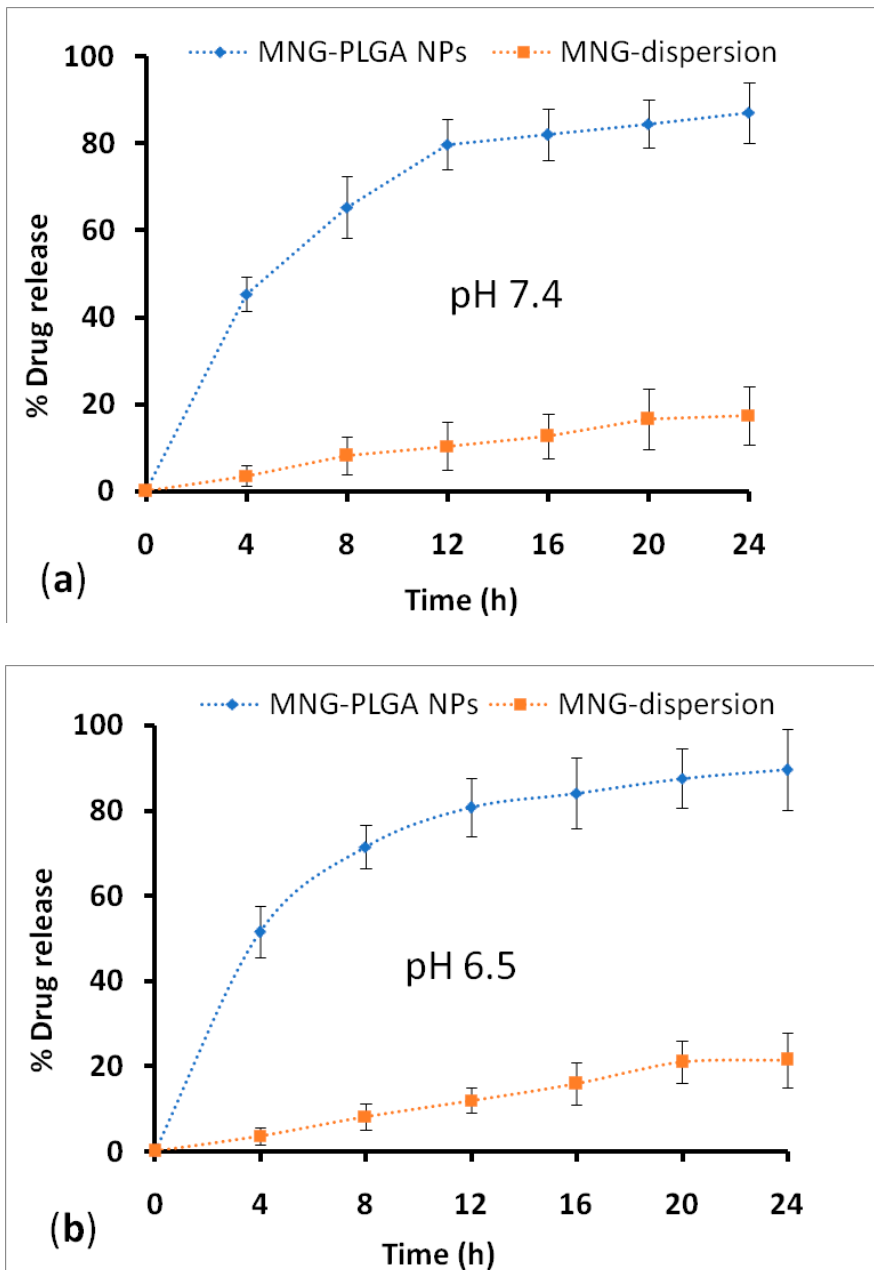 MNG-PLGA NPs MNG-dispersion
100
80
60
40
20
0
% Drug release
pH 7.4
0 4 8 12 16 20 24
(a)
Time (h)
MNG-PLGA NPs MNG-dispersion
100
80
60
40
20
0
% Drug release
pH 6.5
0 4 8 12 16 20 24
(b)
Time (h)